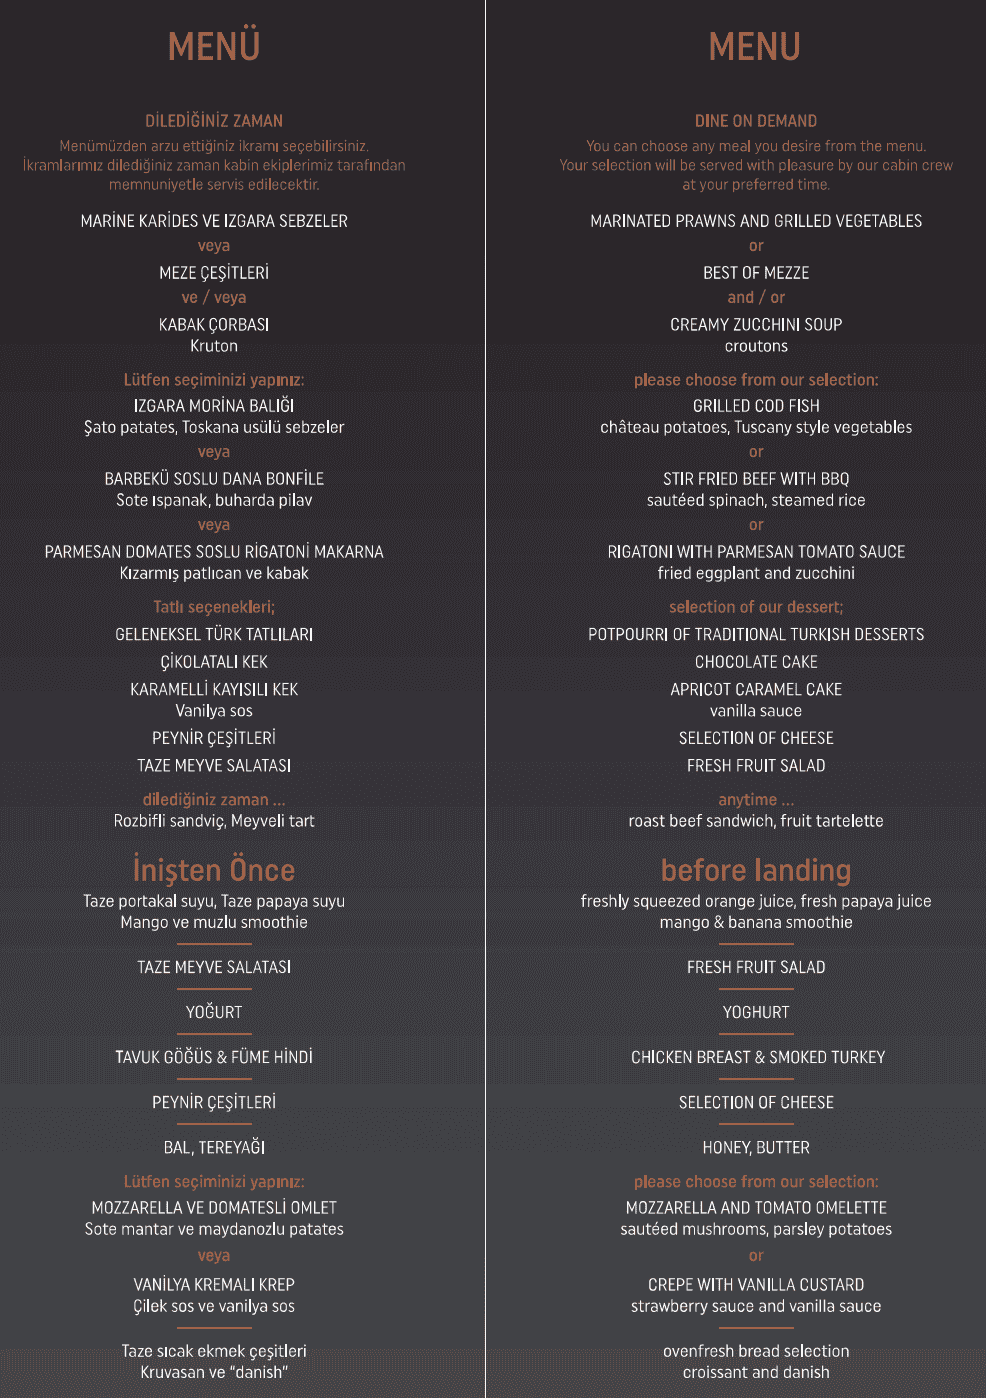 MENÜ
DİLEDİĞİNİZ ZAMAN
Menümüzden arzu ettiğiniz ikramı seçebilirsiniz.
İkramlarımız dilediğiniz zaman kabin ekiplerimiz tarafından
memnuniyetle servis edilecektir.
MARİNE KARİDES VE IZGARA SEBZELER
veya
MEZE ÇEŞİTLERİ
ve / veya
KABAK ÇORBASI
Kruton
Lütfen seçiminizi yapınız:
IZGARA MORİNA BALIĞI
Şato patates, Toskana usülü sebzeler
veya
BARBEKÜ SOSLU DANA BONFİLE
Sote ıspanak, buharda pilav
veya
PARMESAN DOMATES SOSLU RİGATONİ MAKARNA
Kızarmış patlıcan ve kabak
Tatlı seçenekleri;
GELENEKSEL TÜRK TATLILARI
ÇİKOLATALI KEK
KARAMELLİ KAYISILI KEK
Vanilya sos
PEYNİR ÇEŞİTLERİ
TAZE MEYVE SALATASI
dilediğiniz zaman ...
Rozbifli sandviç, Meyveli tart
İnişten Önce
Taze portakal suyu, Taze papaya suyu
Mango ve muzlu smoothie
TAZE MEYVE SALATASI
YOĞURT
TAVUK GÖĞÜS & FÜME HİNDİ
PEYNİR ÇEŞİTLERİ
BAL, TEREYAĞI
Lütfen seçiminizi yapınız:
MOZZARELLA VE DOMATESLİ OMLET
Sote mantar ve maydanozlu patates
veya
VANİLYA KREMALI KREP
Çilek sos ve vanilya sos
Taze sıcak ekmek çeşitleri
Kruvasan ve “danish”
MENU
DINE ON DEMAND
You can choose any meal you desire from the menu.
Your selection will be served with pleasure by our cabin crew
at your preferred time.
MARINATED PRAWNS AND GRILLED VEGETABLES
or
BEST OF MEZZE
and / or
CREAMY ZUCCHINI SOUP
croutons
please choose from our selection:
GRILLED COD FISH
château potatoes, Tuscany style vegetables
or
STIR FRIED BEEF WITH BBQ
sautéed spinach, steamed rice
or
RIGATONI WITH PARMESAN TOMATO SAUCE
fried eggplant and zucchini
selection of our dessert;
POTPOURRI OF TRADITIONAL TURKISH DESSERTS
CHOCOLATE CAKE
APRICOT CARAMEL CAKE
vanilla sauce
SELECTION OF CHEESE
FRESH FRUIT SALAD
anytime ...
roast beef sandwich, fruit tartelette
before landing
freshly squeezed orange juice, fresh papaya juice
mango & banana smoothie
FRESH FRUIT SALAD
YOGHURT
CHICKEN BREAST & SMOKED TURKEY
SELECTION OF CHEESE
HONEY, BUTTER
please choose from our selection:
MOZZARELLA AND TOMATO OMELETTE
sautéed mushrooms, parsley potatoes
or
CREPE WITH VANILLA CUSTARD
strawberry sauce and vanilla sauce
ovenfresh bread selection
croissant and danish